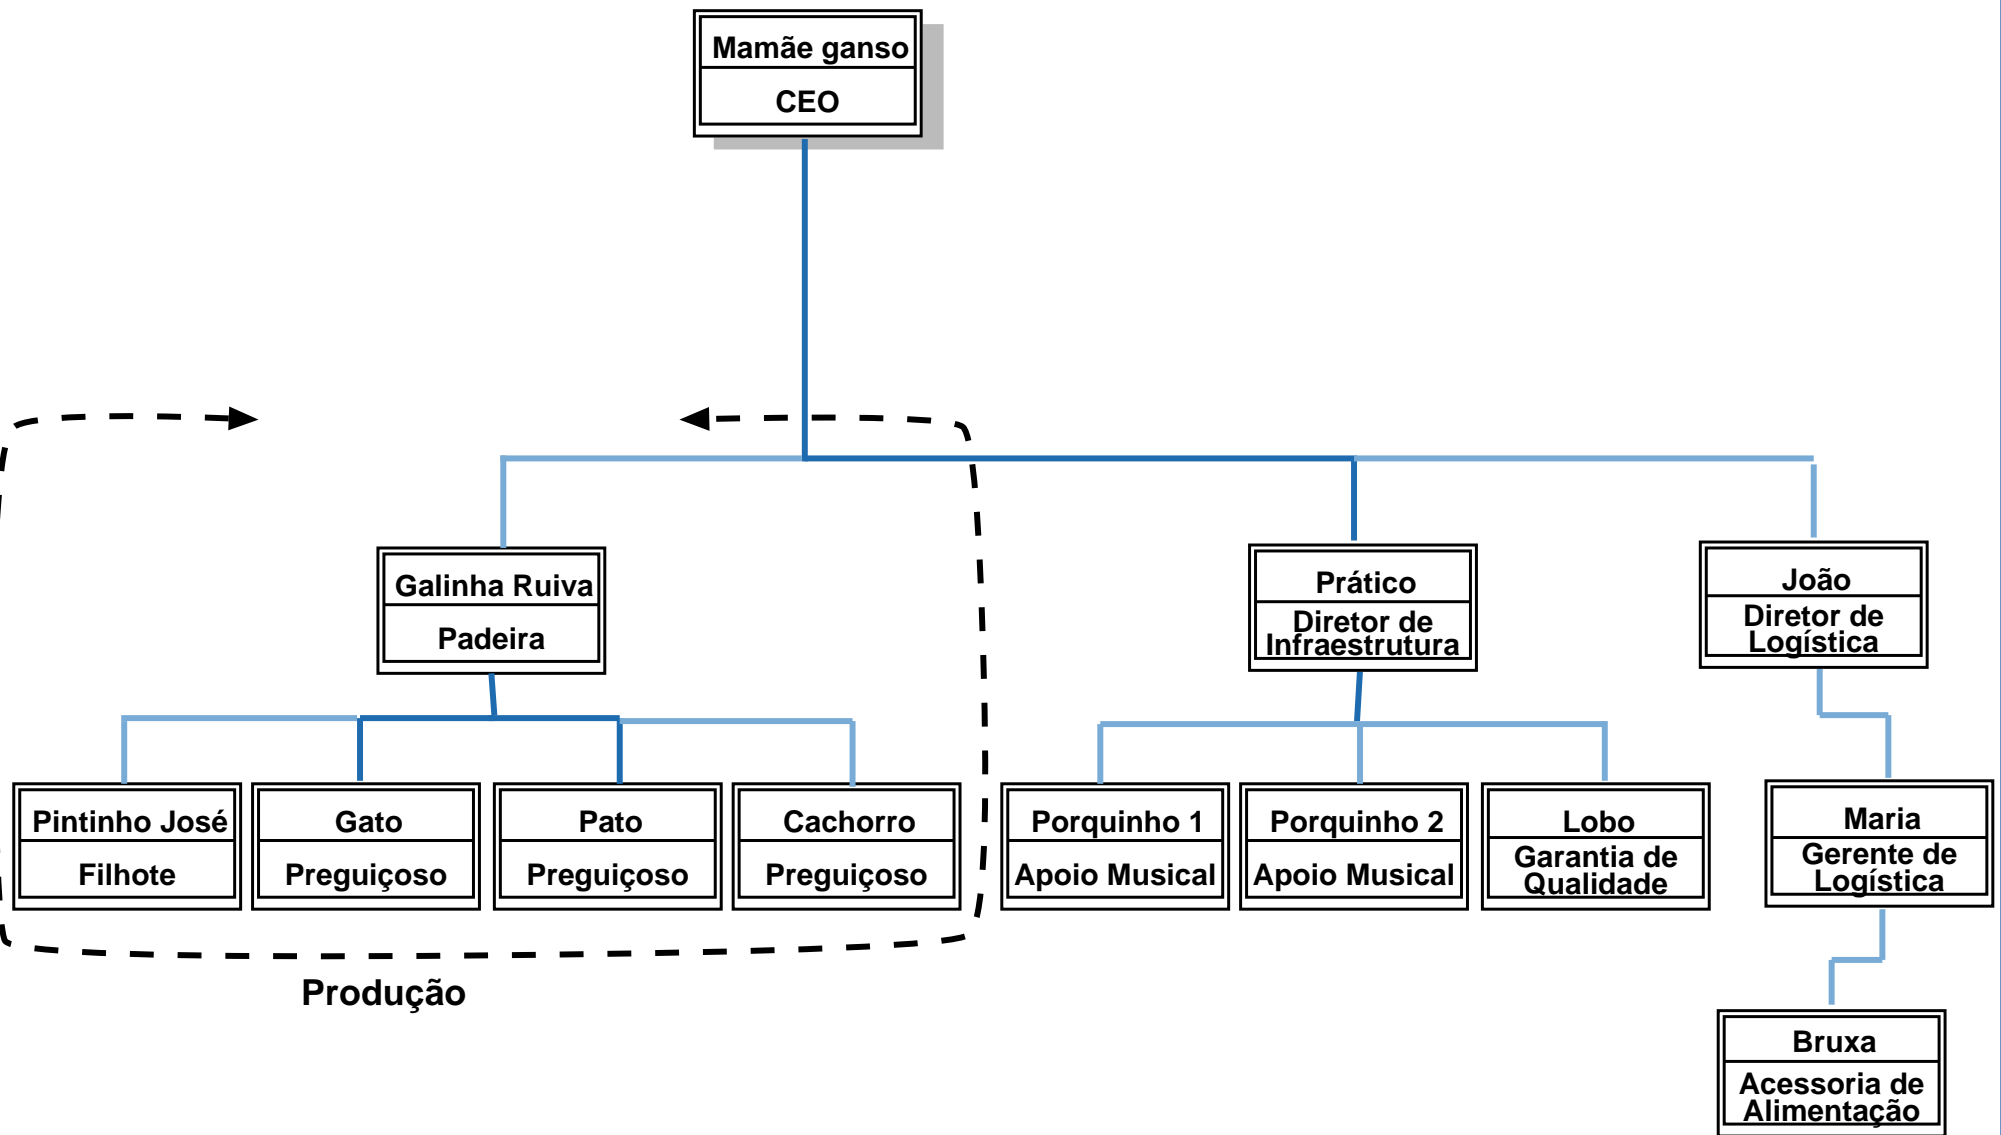 Mamãe ganso
CEO
Galinha Ruiva
Padeira
Prático
Diretor de
Infraestrutura
João
Diretor de
Logística
Pintinho José
Filhote
Gato
Preguiçoso
Pato
Preguiçoso
Cachorro
Preguiçoso
Porquinho 1
Apoio Musical
Porquinho 2
Apoio Musical
Lobo
Garantia de
Qualidade
Maria
Gerente de
Logística
Produção
Bruxa
Acessoria de
Alimentação